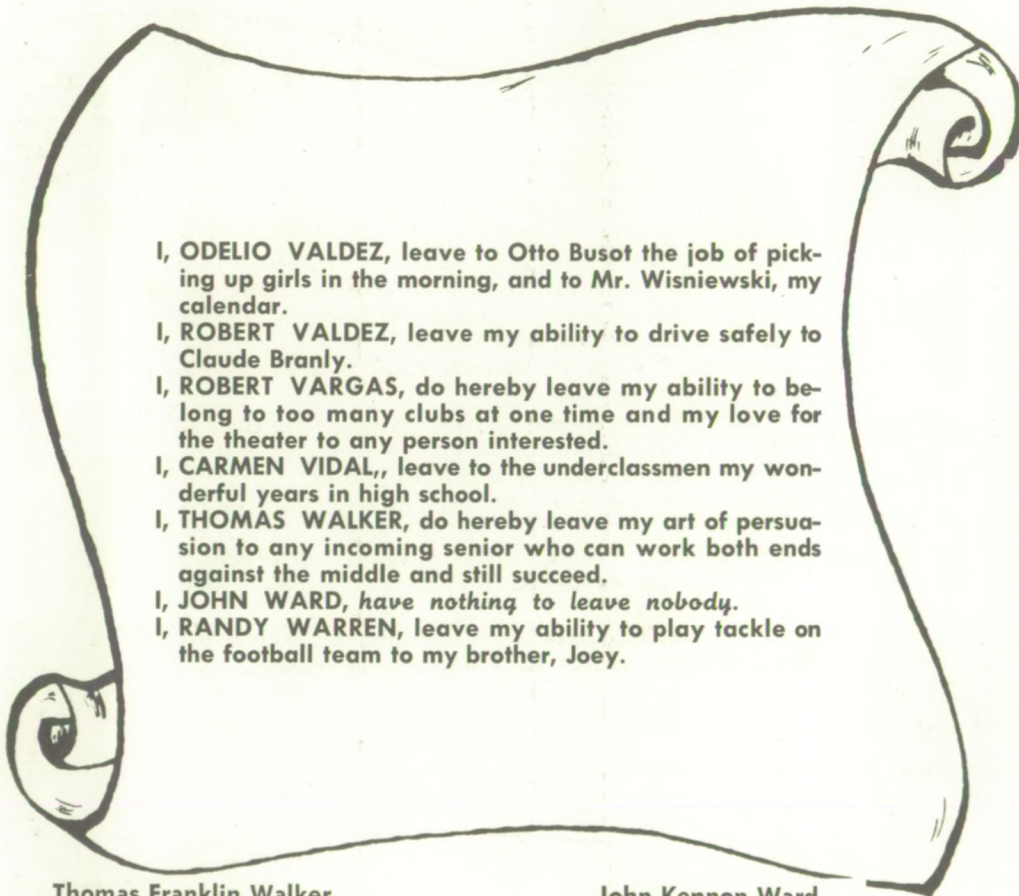 I, ODELIO VALDEZ, leave to Otto Busot the job of pick-
ing up girls in the morning, and to Mr. Wisniewski, my
calendar.
I, ROBERT VALDEZ, leave my ability to drive safely to
Claude Branly.
I, ROBERT VARGAS, do hereby leave my ability to be-
long to too many clubs at one time and my love for
the theater to any person interested.
I, CARMEN VIDAL,, leave to the underclassmen my won-
derful years in high school.
I, THOMAS WALKER, do hereby leave my art of persua-
sion to any incoming senior who can work both ends
against the middle and still succeed.
I, JOHN WARD, have nothing to leave nobody.
I, RANDY WARREN, leave my ability to play tackle on
the football team to my brother, Joey.
Thomas Franklin Walker
John Kennon Ward